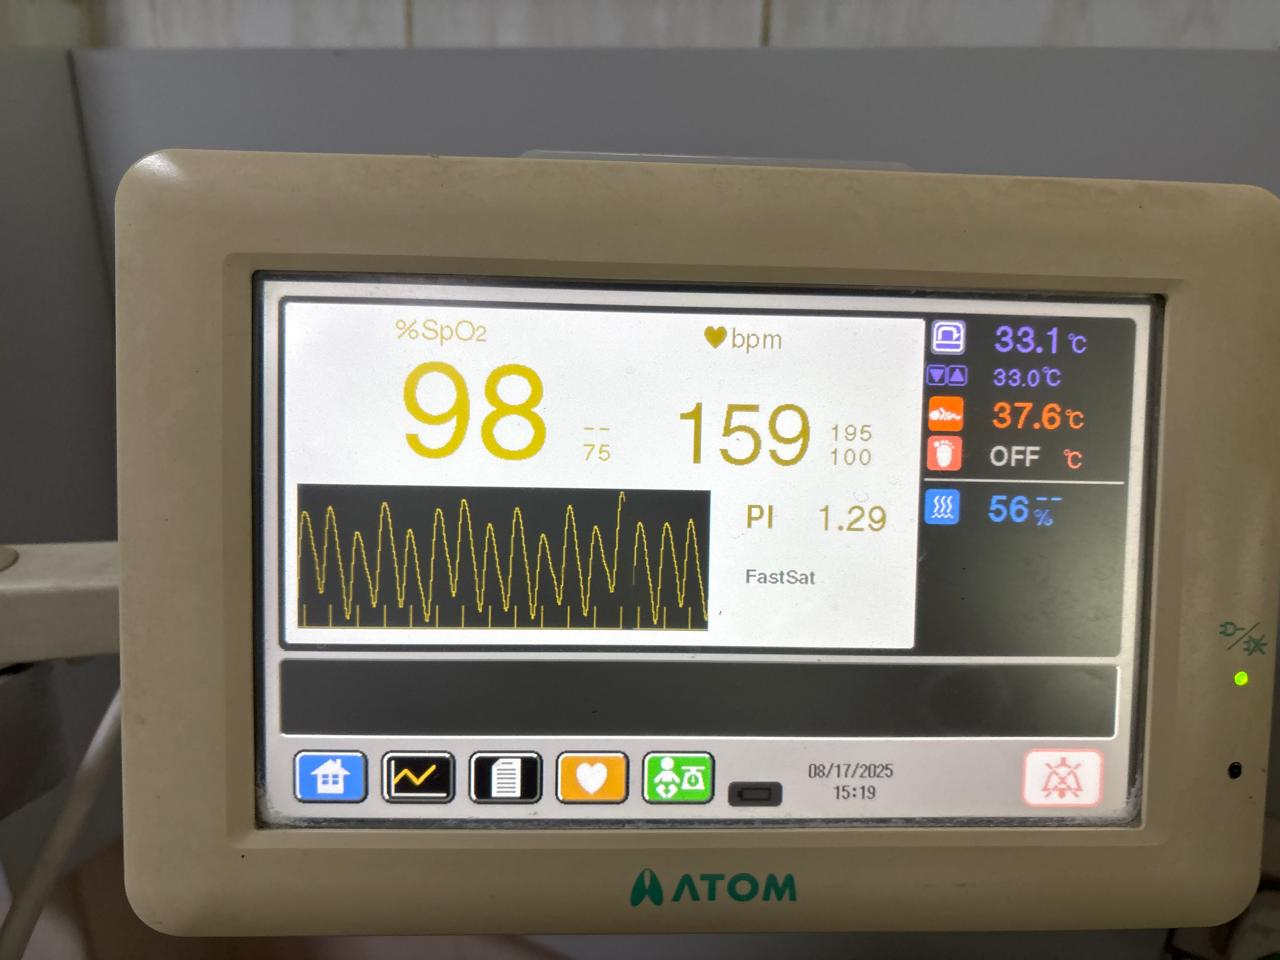 %SpO2
98
--
75
bpm
159
195
100
PI 1.29
FastSat
33.1 ℃
33.0℃
37.6 ℃
OFF ℃
56 % --
08/17/2025
15:19
ATOM